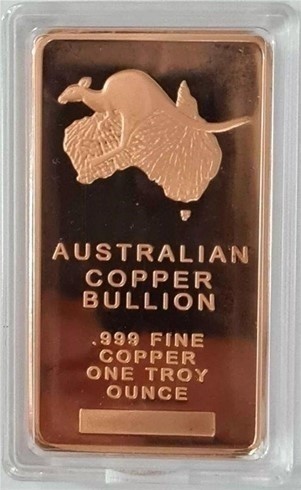 AUSTRALIAN
COPPER
BULLION
.999 FINE
COPPER
ONE TROY
OUNCE